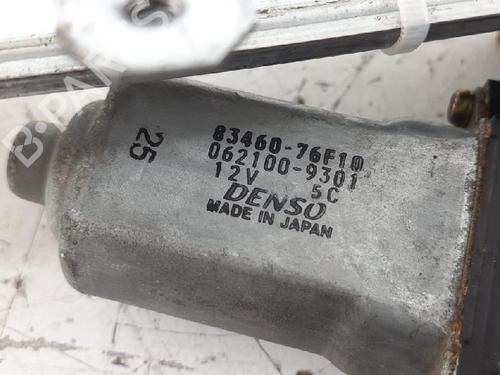 83460-76F10
062100-9301
12V 5C
DENSO
MADE IN JAPAN
25